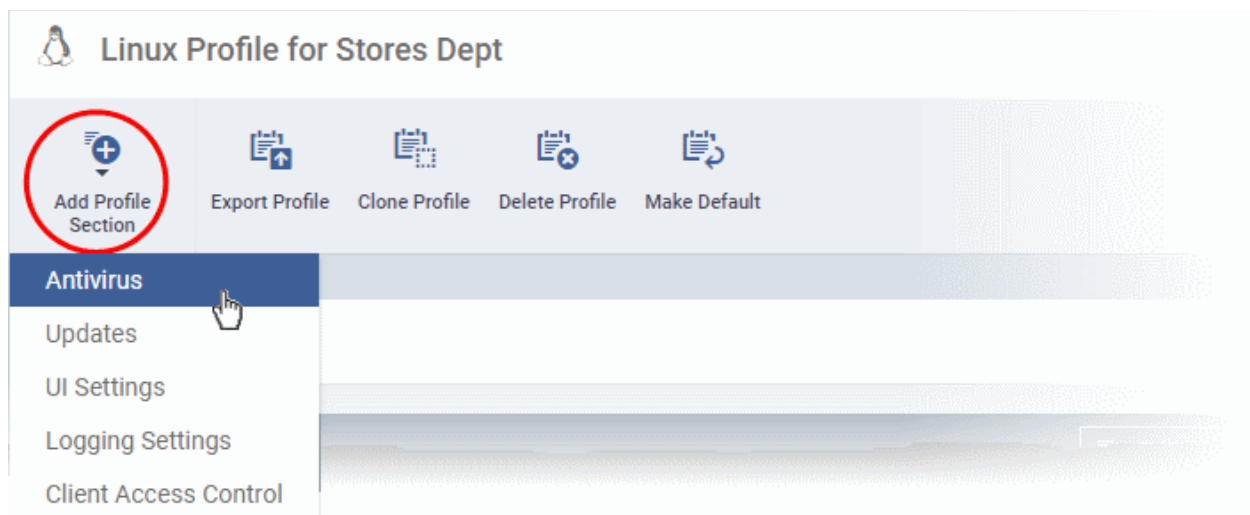 Linux Profile for Stores Dept
Add Profile
Section
Export Profile
Clone Profile
Delete Profile
Make Default
Antivirus
Updates
UI Settings
Logging Settings
Client Access Control